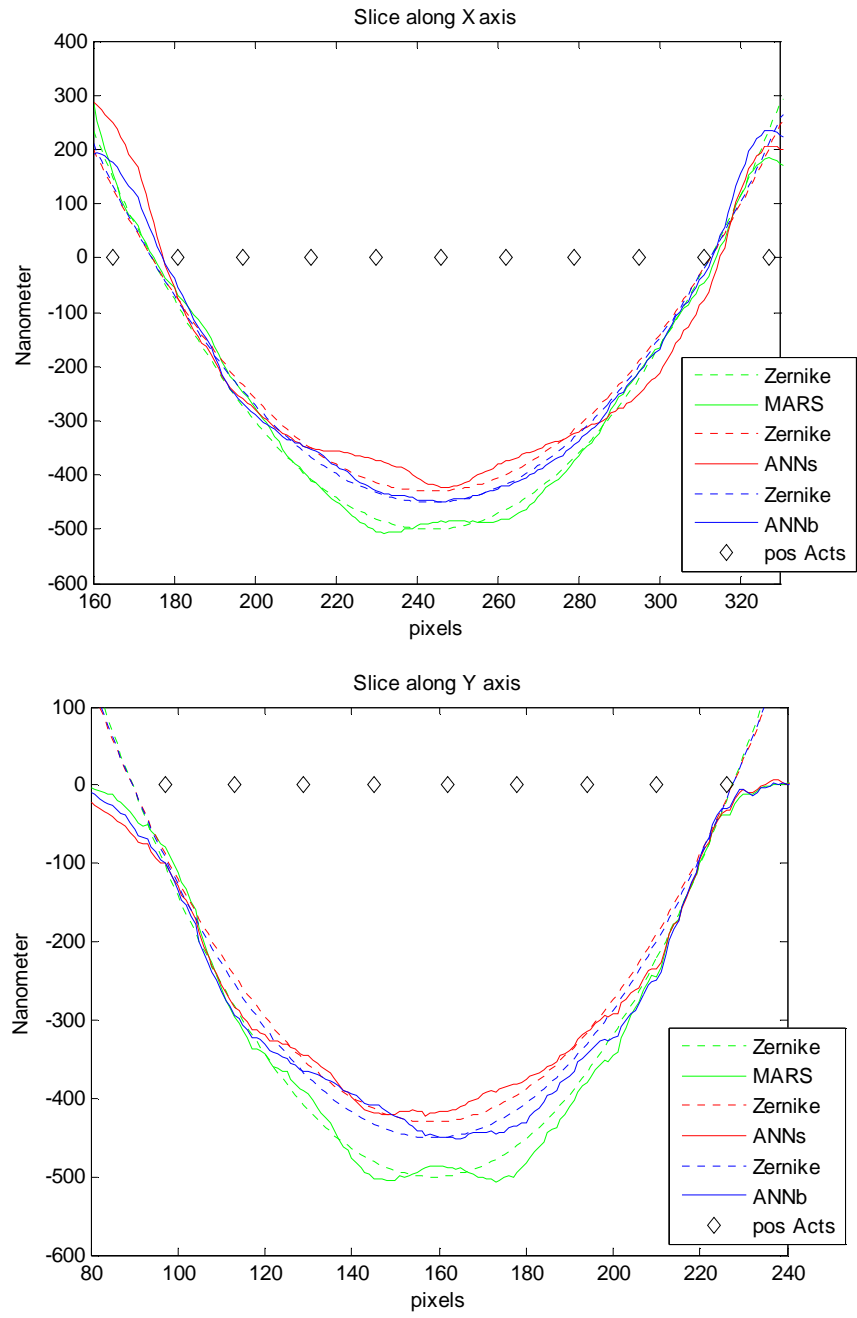 Slice along X axis
400
300
200
100
0
-100
-200
-300
-400
-500
-600
Nanometer
160 180 200 220 240 260 280 300 320
pixels
Zernike
MARS
Zernike
ANNs
Zernike
ANNb
pos Acts
Slice along Y axis
100
0
-100
-200
-300
-400
-500
-600
Nanometer
80 100 120 140 160 180 200 220 240
pixels
Zernike
MARS
Zernike
ANNs
Zernike
ANNb
pos Acts